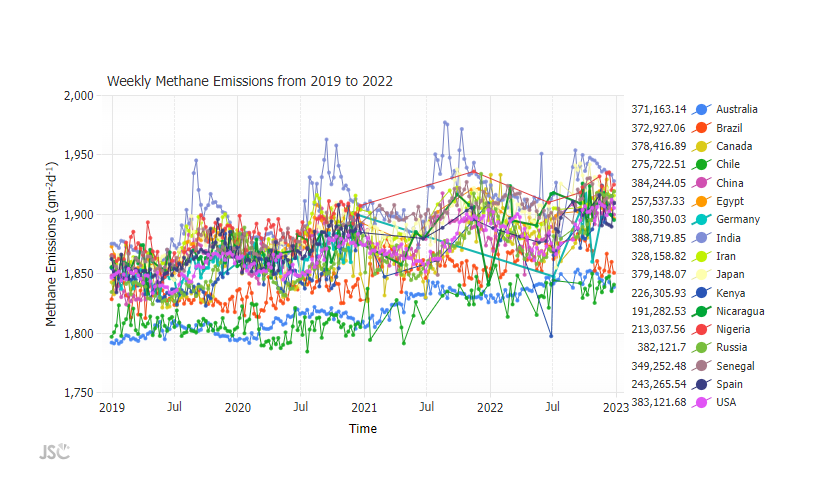 Weekly Methane Emissions from 2019 to 2022
2,000
1,950
1,900
1,850
1,800
1,750
Methane Emissions (gm⁻²d⁻¹)
2019
Jul
2020
Jul
2021
Jul
2022
Jul
2023
Time
371,163.14 Australia
372,927.06 Brazil
378,416.89 Canada
275,722.51 Chile
384,244.05 China
257,537.33 Egypt
180,350.03 Germany
388,719.85 India
328,158.82 Iran
379,148.07 Japan
226,305.93 Kenya
191,282.53 Nicaragua
213,037.56 Nigeria
382,121.7 Russia
349,252.48 Senegal
243,265.54 Spain
383,121.68 USA
JSC